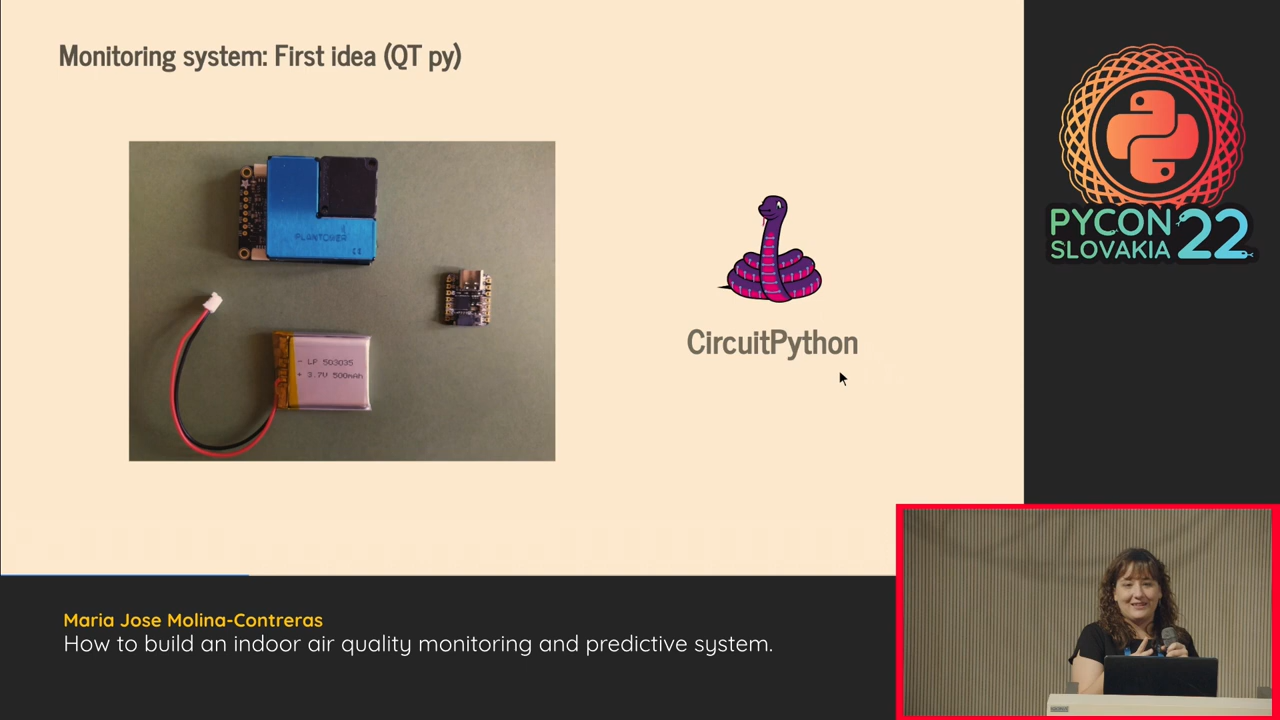 Monitoring system: First idea (QT py)
PLANTOWER
CE
- LP 503035
+ 3.7V 500mAh
CircuitPython
PYCON
SLOVAKIA
22
Maria Jose Molina-Contreras
How to build an indoor air quality monitoring and predictive system.